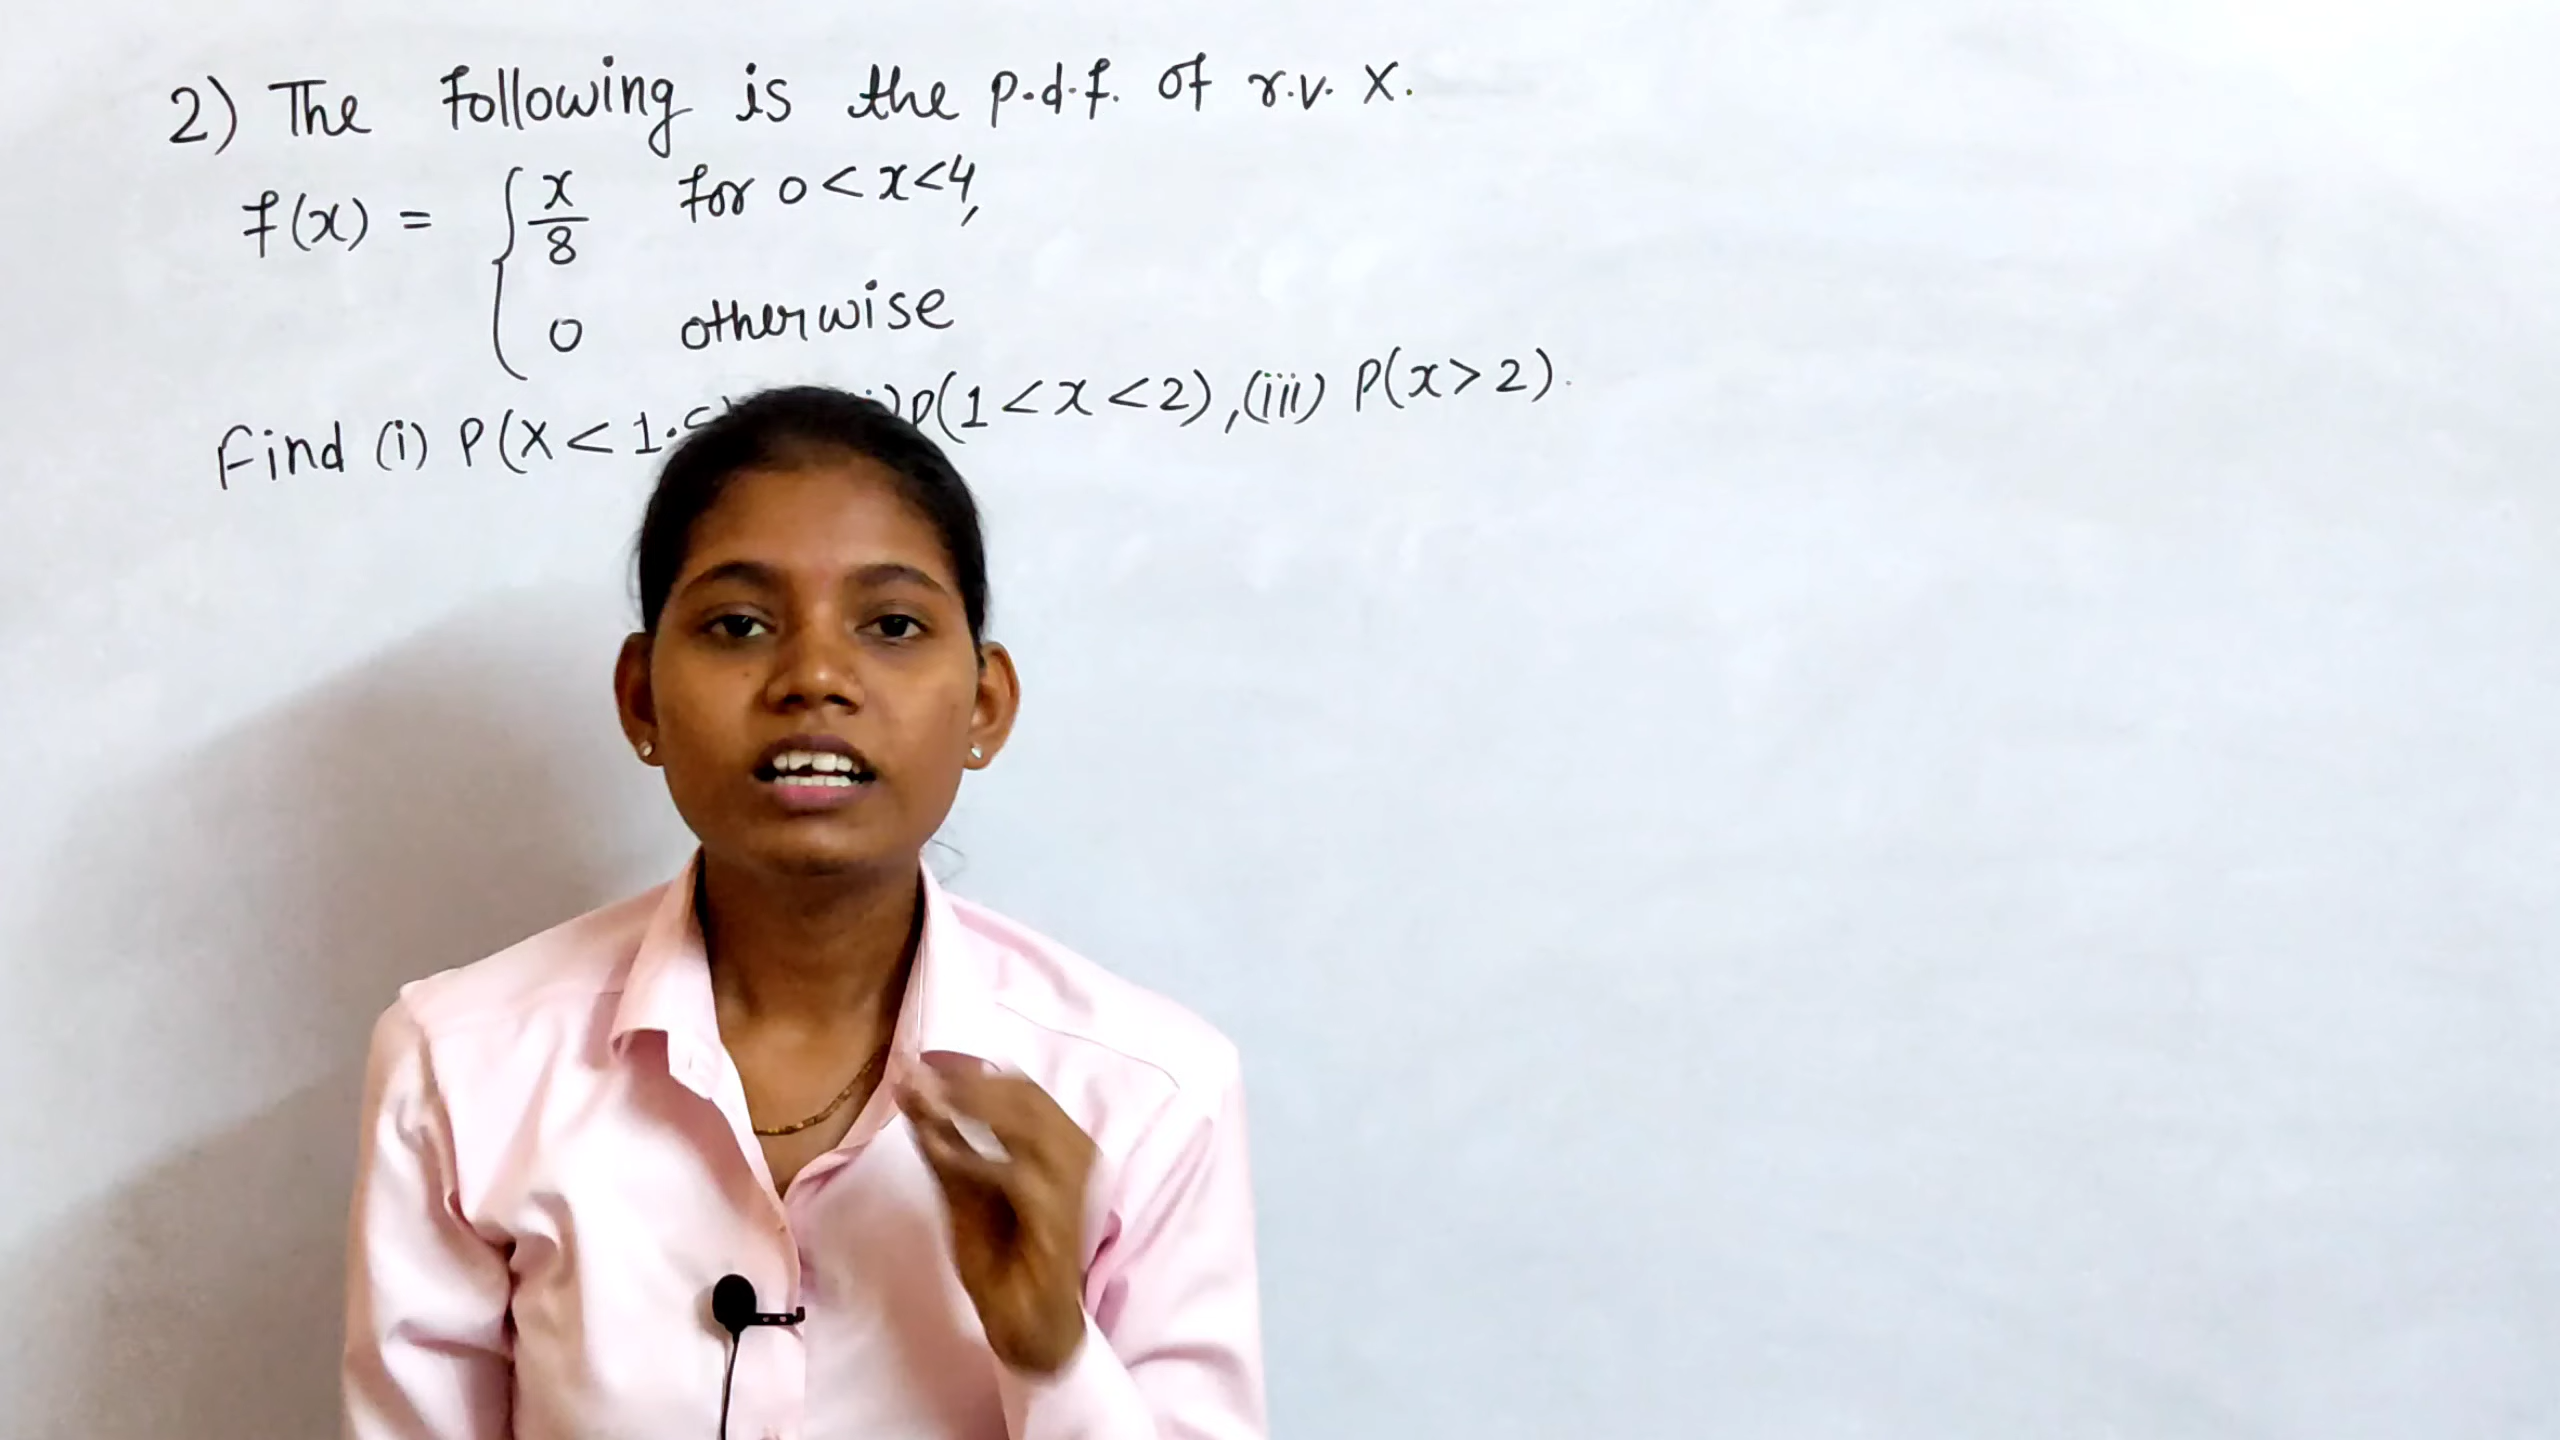 2) The following is the p.d.f. of r.v. X.
f(x) = { x/8 for 0 < x < 4,
0 otherwise
Find (i) P(X < 1. P(1 < x < 2), (iii) P(x > 2).